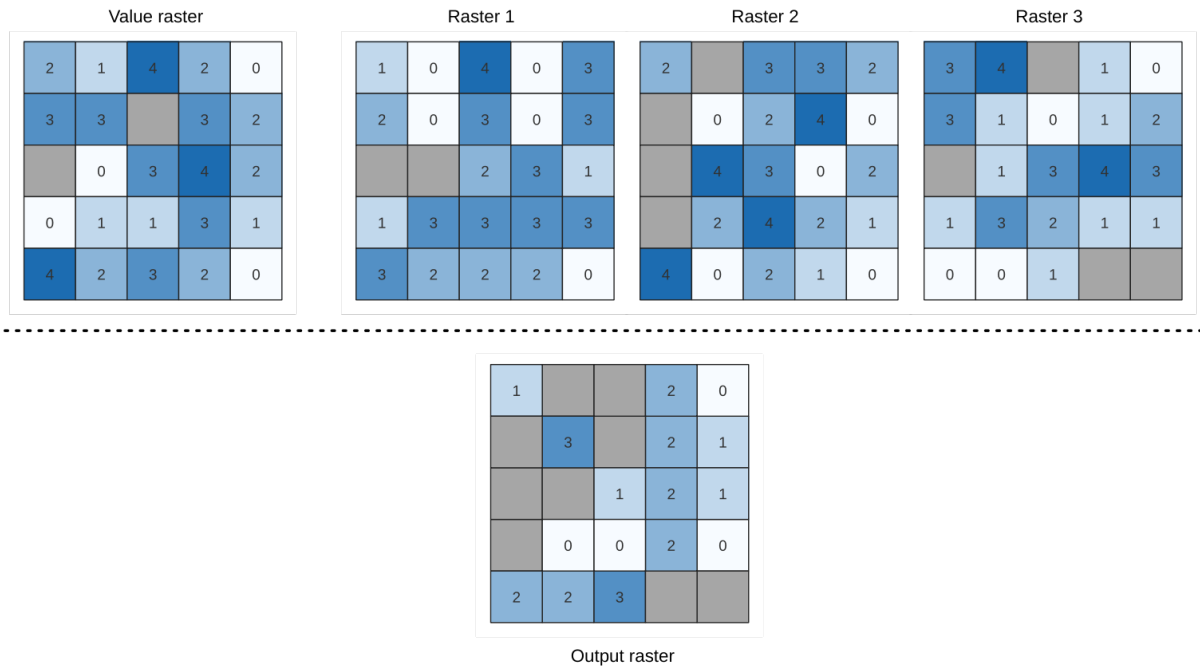 Value raster Raster 1 Raster 2 Raster 3
2 1 4 2 0 1 0 4 0 3 2 3 3 2 3 4 1 0
3 3 3 2 2 0 3 0 3 0 2 4 0 3 1 0 1 2
0 3 4 2 2 3 1 4 3 0 2 1 3 4 3
0 1 1 3 1 1 3 3 3 3 2 4 2 1 1 3 2 1 1
4 2 3 2 0 3 2 2 2 0 4 0 2 1 0 0 0 1
1 2 0
3 2 1
1 2 1
0 0 2 0
2 2 3
Output raster